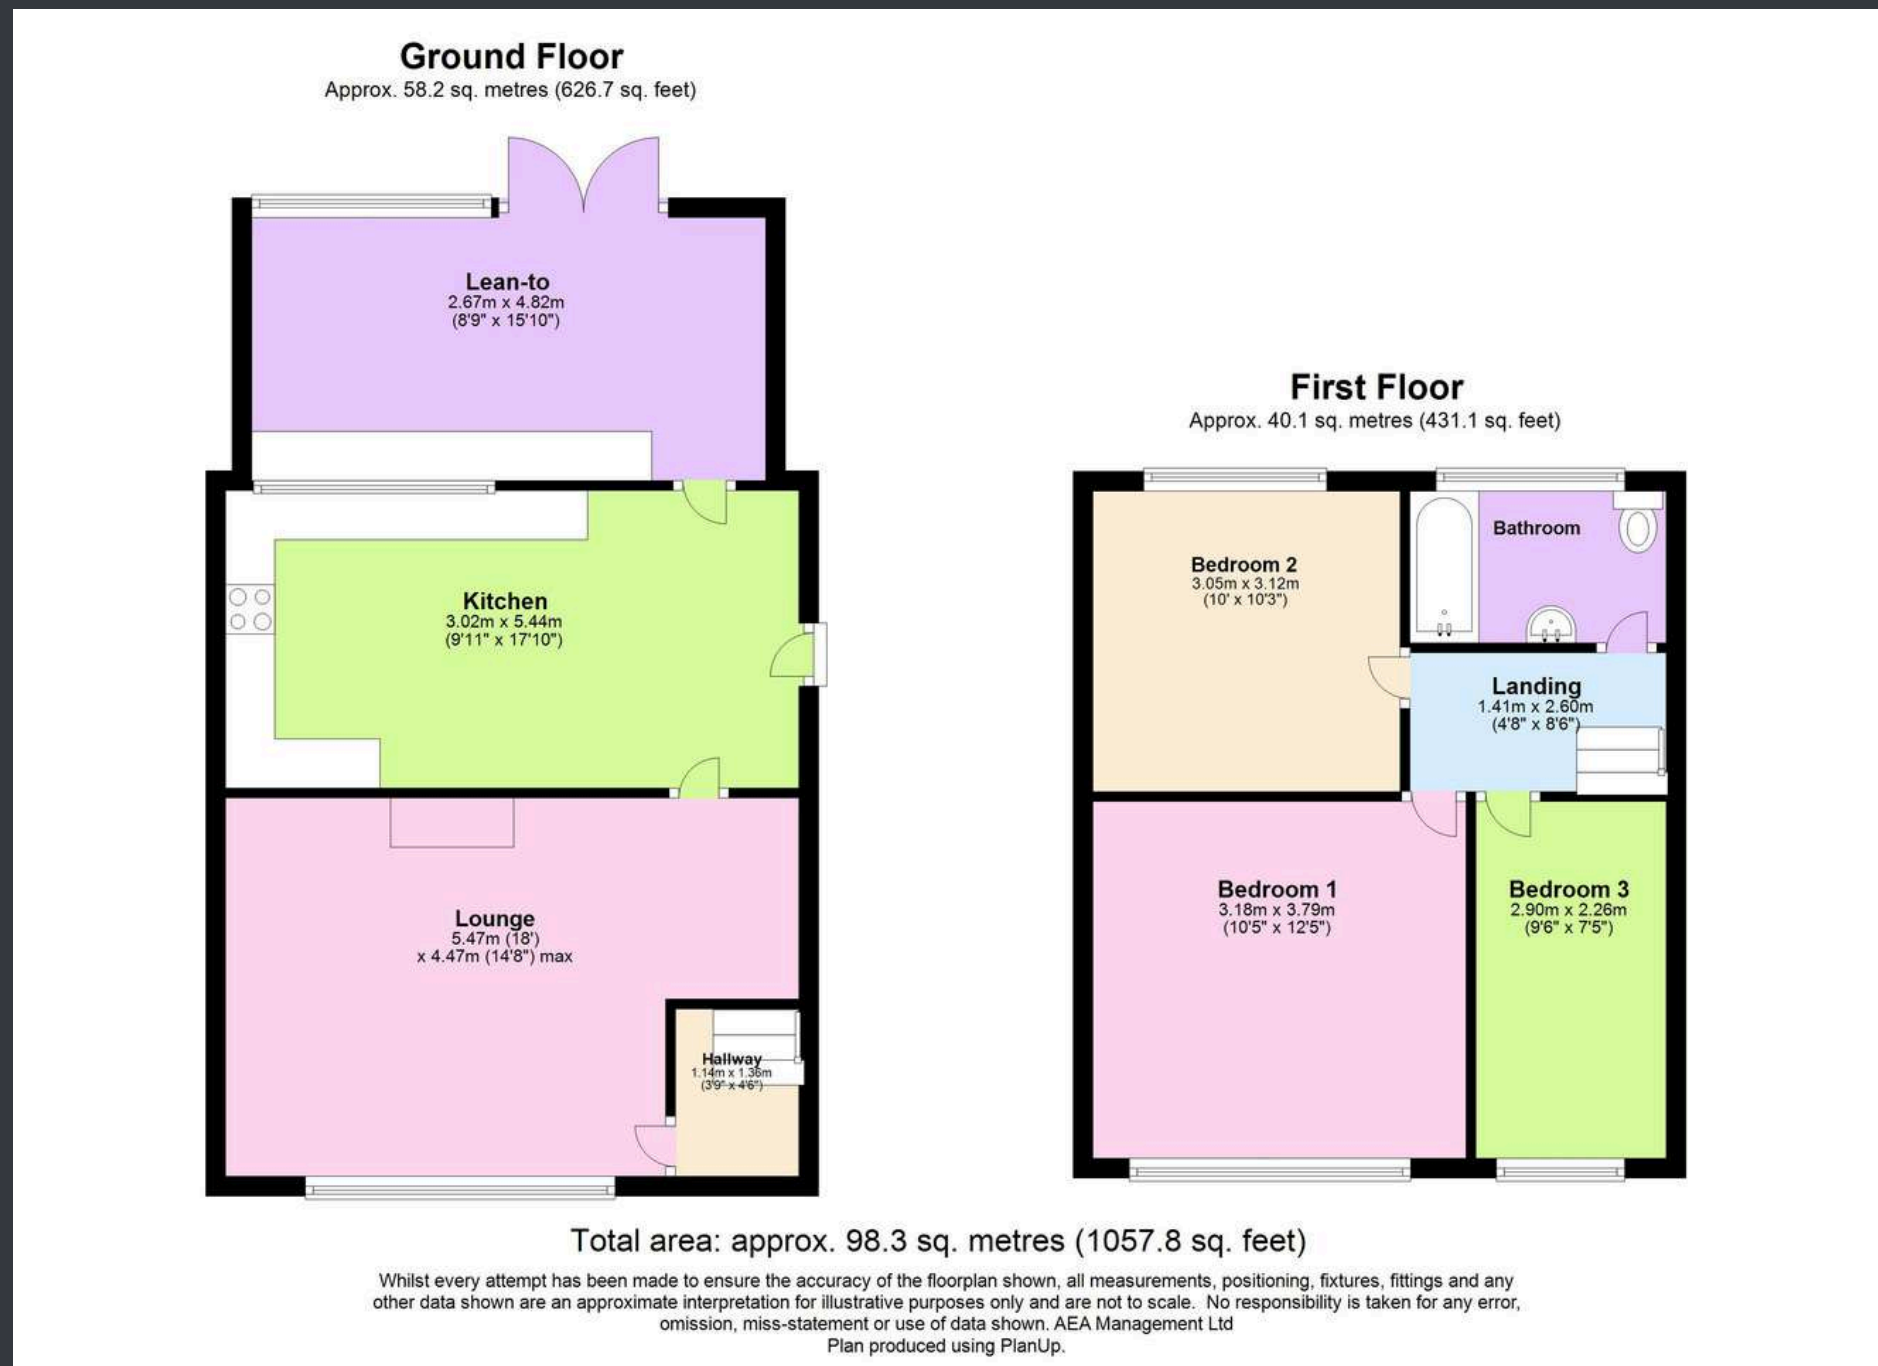 Ground Floor
Approx. 58.2 sq. metres (626.7 sq. feet)
Lean-to
2.67m x 4.82m
(8'9" x 15'10")
Kitchen
3.02m x 5.44m
(9'11" x 17'10")
Lounge
5.47m (18')
x 4.47m (14'8") max
Hallway
1.14m x 1.36m
(3'9" x 4'6")
First Floor
Approx. 40.1 sq. metres (431.1 sq. feet)
Bedroom 2
3.05m x 3.12m
(10' x 10'3")
Bathroom
Landing
1.41m x 2.60m
(4'8" x 8'6")
Bedroom 1
3.18m x 3.79m
(10'5" x 12'5")
Bedroom 3
2.90m x 2.26m
(9'6" x 7'5")
Total area: approx. 98.3 sq. metres (1057.8 sq. feet)
Whilst every attempt has been made to ensure the accuracy of the floorplan shown, all measurements, positioning, fixtures, fittings and any
other data shown are an approximate interpretation for illustrative purposes only and are not to scale. No responsibility is taken for any error,
omission, miss-statement or use of data shown. AEA Management Ltd
Plan produced using PlanUp.